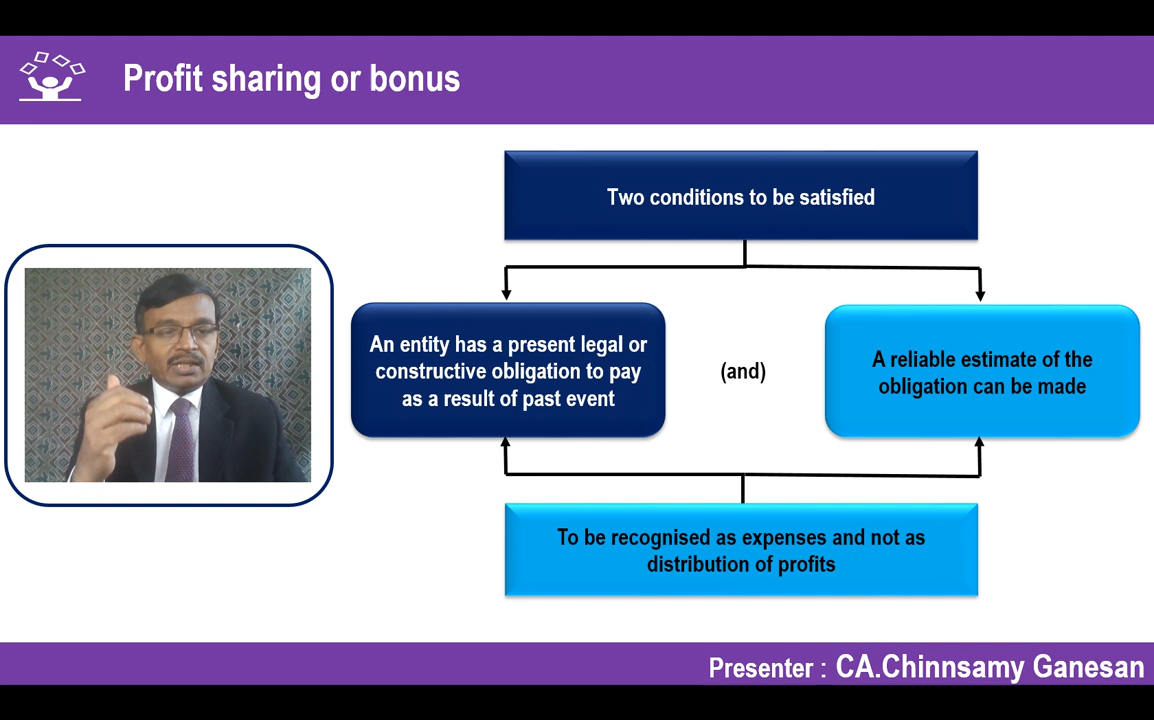 Profit sharing or bonus
Two conditions to be satisfied
An entity has a present legal or
constructive obligation to pay
as a result of past event
(and)
A reliable estimate of the
obligation can be made
To be recognised as expenses and not as
distribution of profits
Presenter : CA.Chinnsamy Ganesan